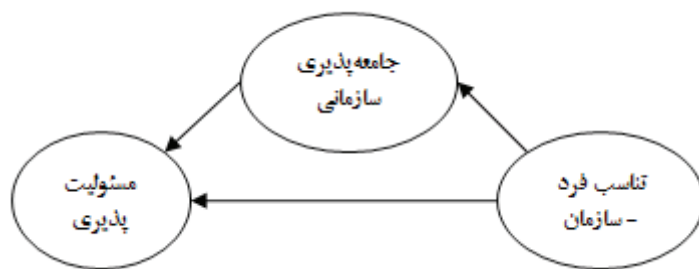 جامعه‌پذیری
سازمانی
تناسب فرد
- سازمان
مسئولیت
پذیری